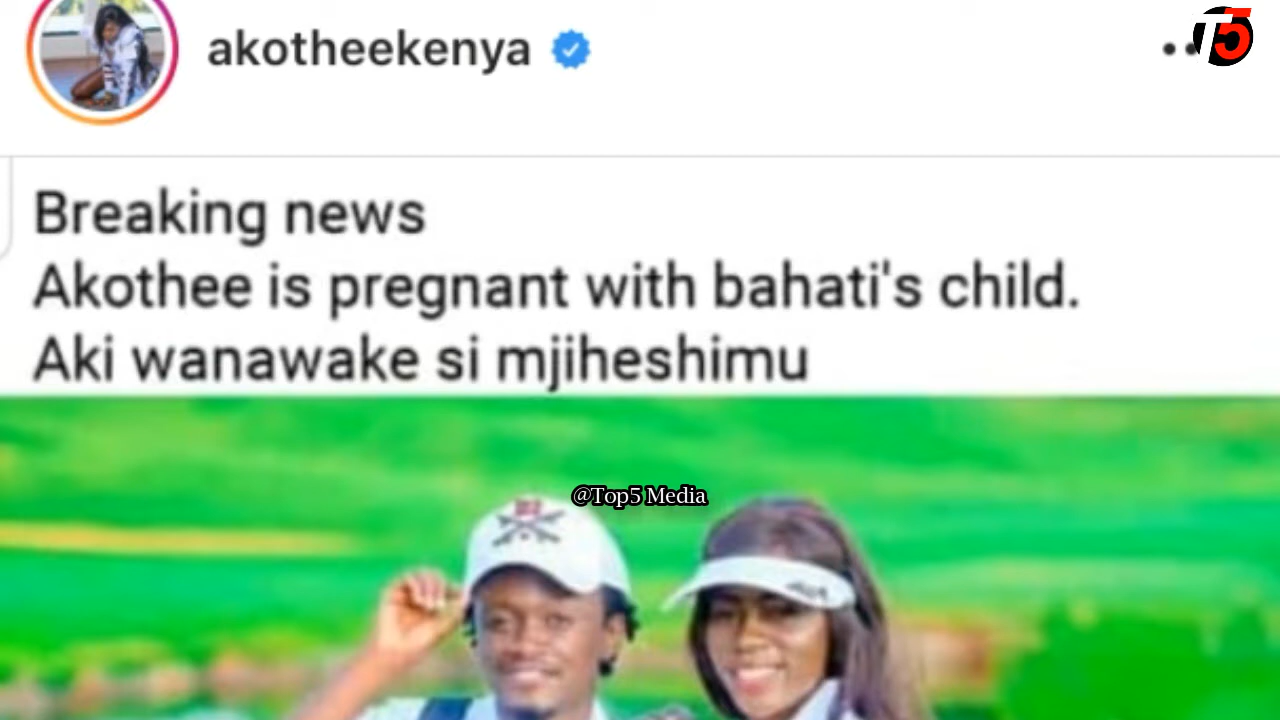 akotheekenya
T5
Breaking news
Akothee is pregnant with bahati's child.
Aki wanawake si mjiheshimu
@Top5 Media